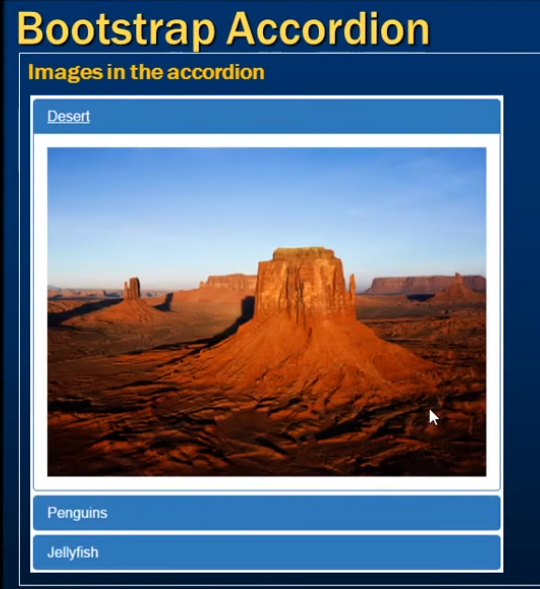 Bootstrap Accordion
Images in the accordion
Desert
Penguins
Jellyfish